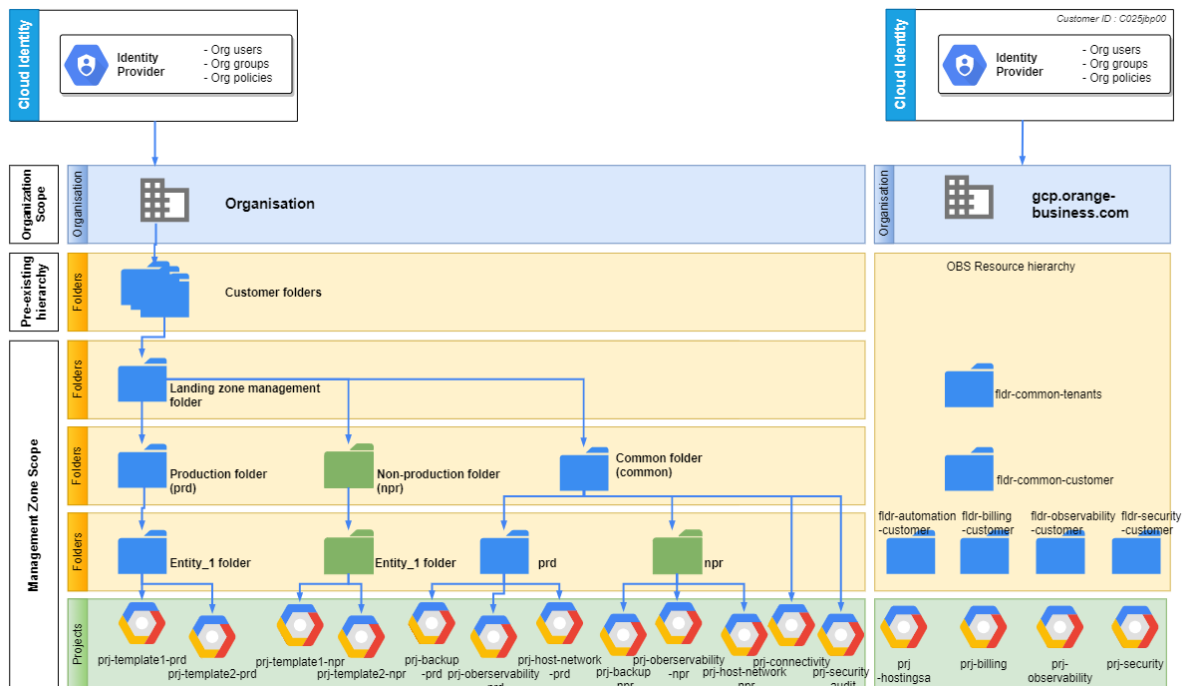 Cloud Identity
Identity
Provider
- Org users
- Org groups
- Org policies
Customer ID : C025jbp00
Cloud Identity
Identity
Provider
- Org users
- Org groups
- Org policies
Organization
Scope
Organisation
Organisation
Organisation
gcp.orange-
business.com
Pre-existing
hierarchy
Folders
Customer folders
OBS Resource hierarchy
Management Zone Scope
Folders
Landing zone management
folder
fldr-common-tenants
Folders
Production folder
(prd)
Non-production folder
(npr)
Common folder
(common)
fldr-common-customer
Folders
Entity_1 folder
Entity_1 folder
prd
npr
fldr-automation
-customer
fldr-billing
-customer
fldr-observability
-customer
fldr-security
-customer
Projects
prj-template1-prd
prj-template2-prd
prj-template1-npr
prj-template2-npr
prj-backup
-prd
prj-oberservability
-prd
prj-host-network
-prd
prj-backup
-npr
prj-oberservability
-npr
prj-host-network
-npr
prj-connectivity
prj-security
-audit
prj
-hostingsa
prj-billing
prj-
observability
prj-security